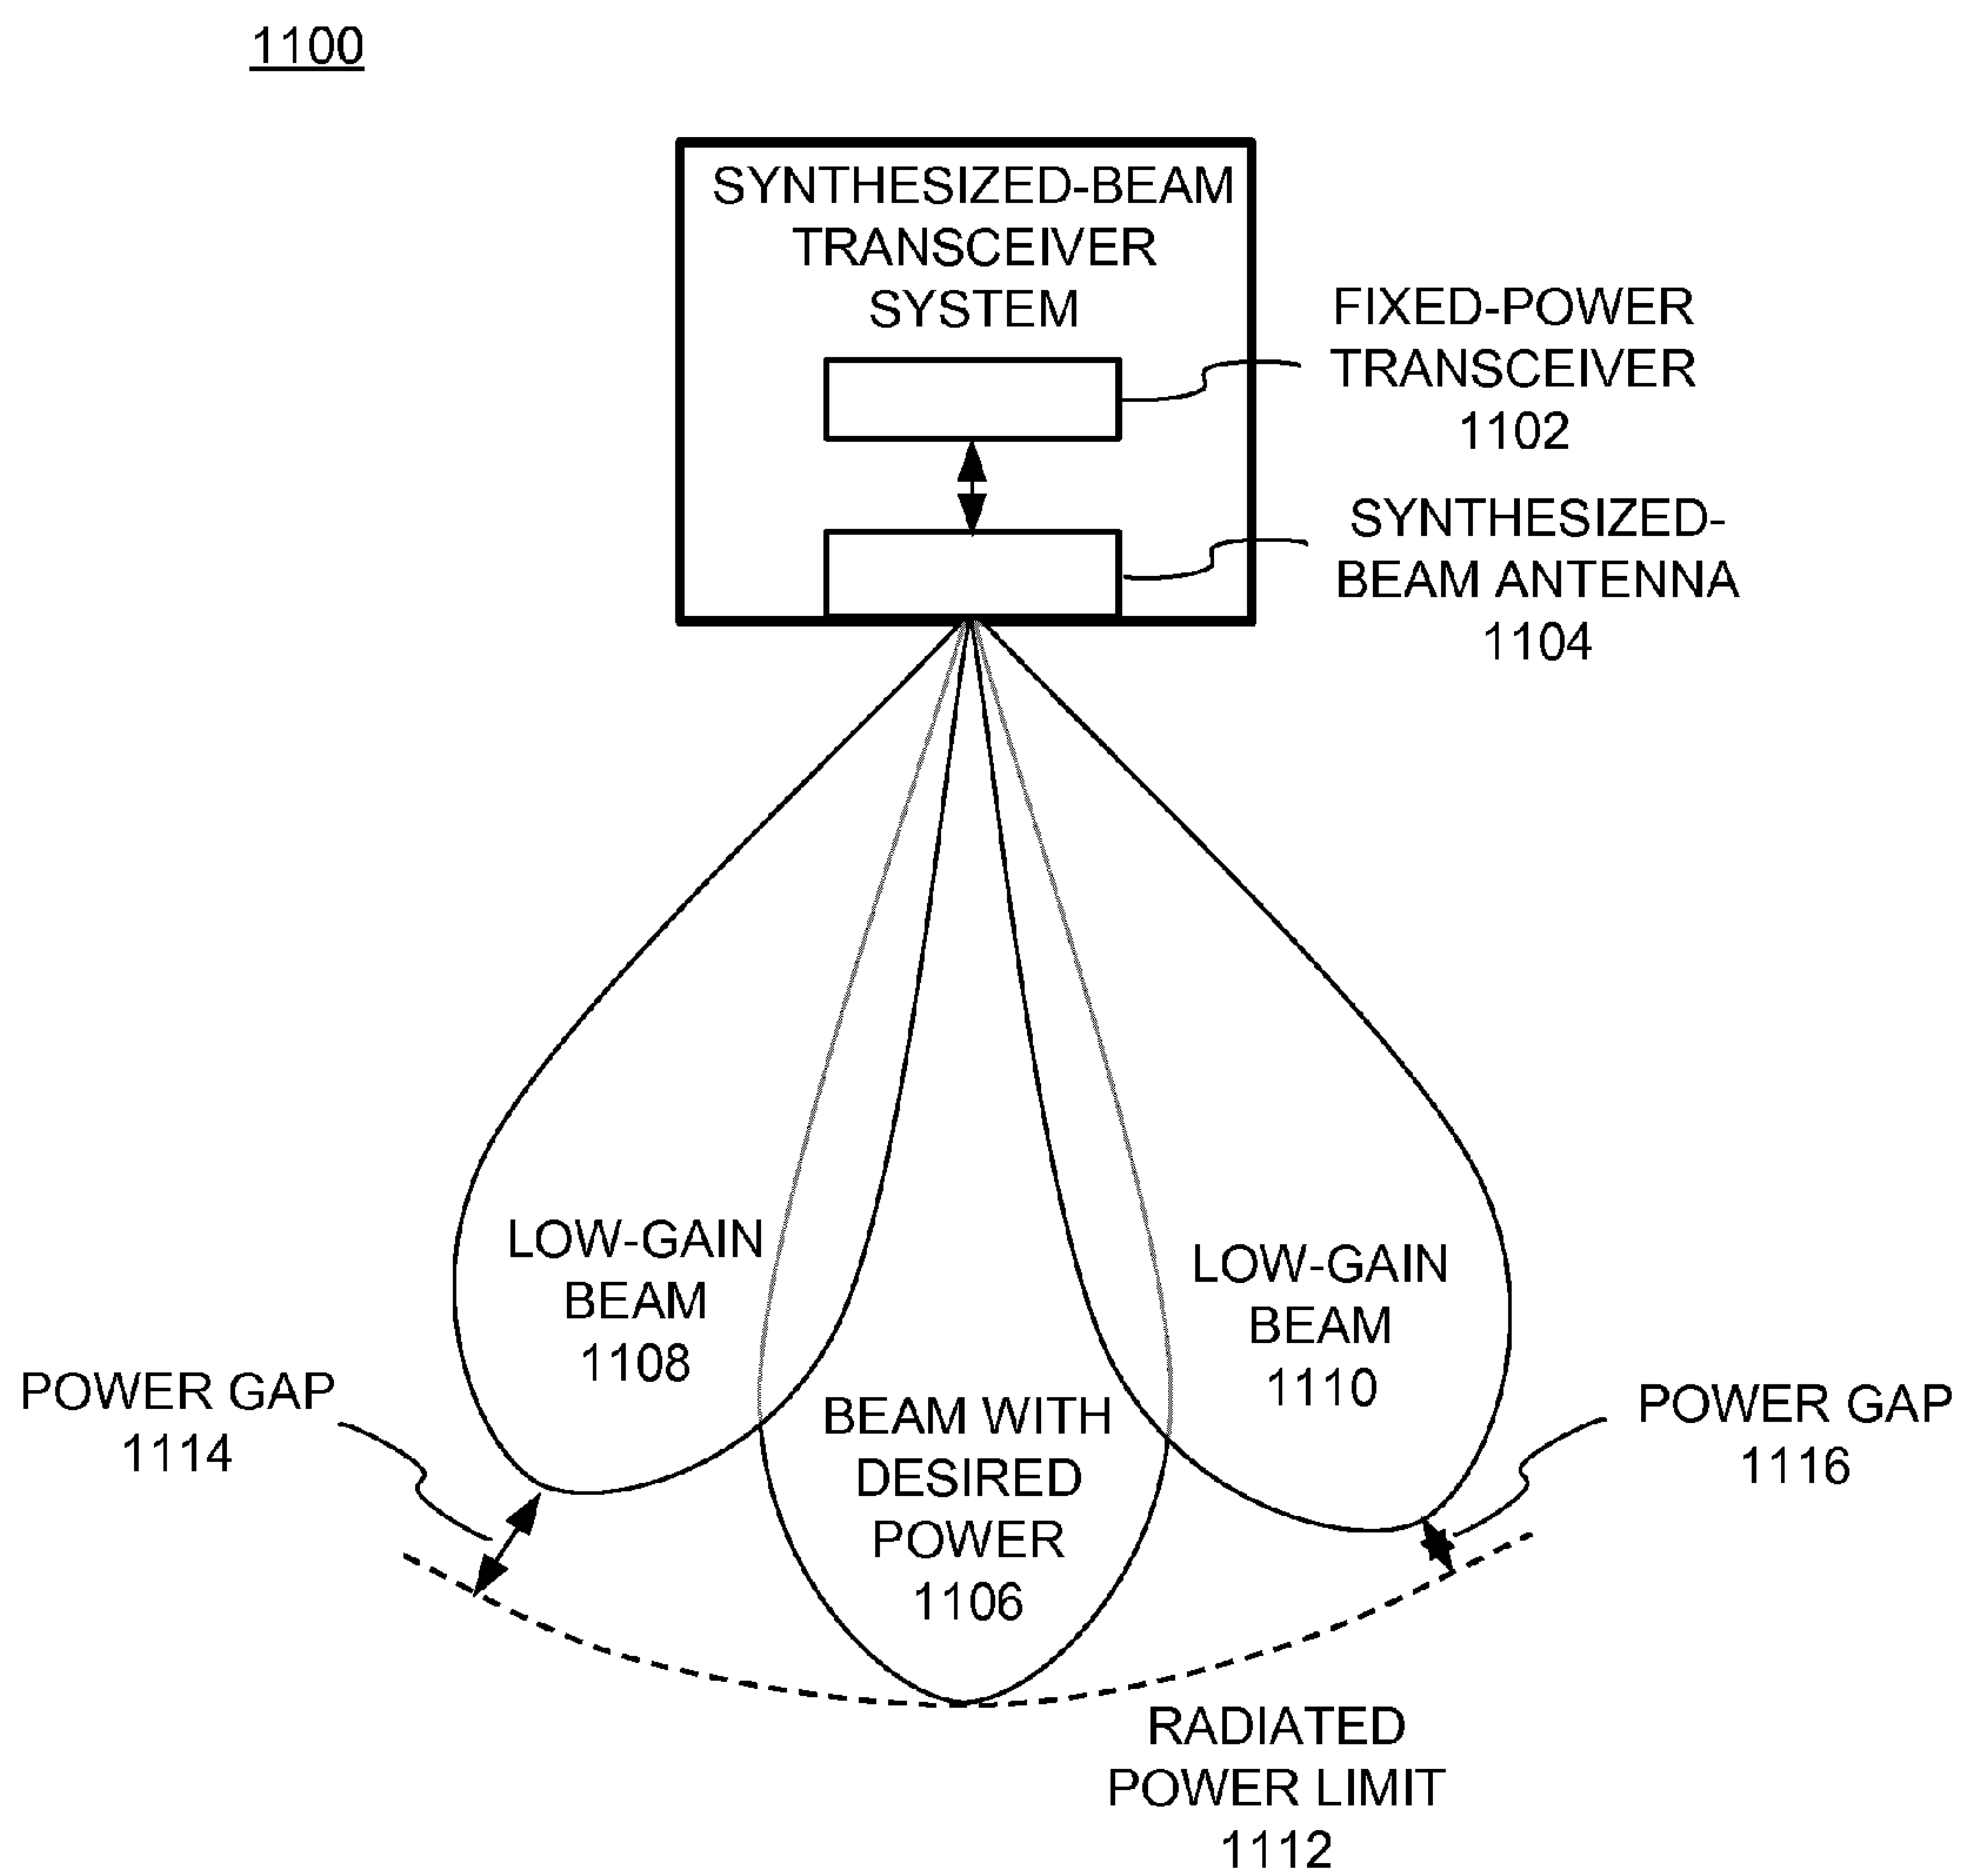 1100
SYNTHESIZED-BEAM
TRANSCEIVER
SYSTEM
FIXED-POWER
TRANSCEIVER
1102
SYNTHESIZED-
BEAM ANTENNA
1104
LOW-GAIN
BEAM
1108
LOW-GAIN
BEAM
1110
POWER GAP
1114
BEAM WITH
DESIRED
POWER
1106
POWER GAP
1116
RADIATED
POWER LIMIT
1112